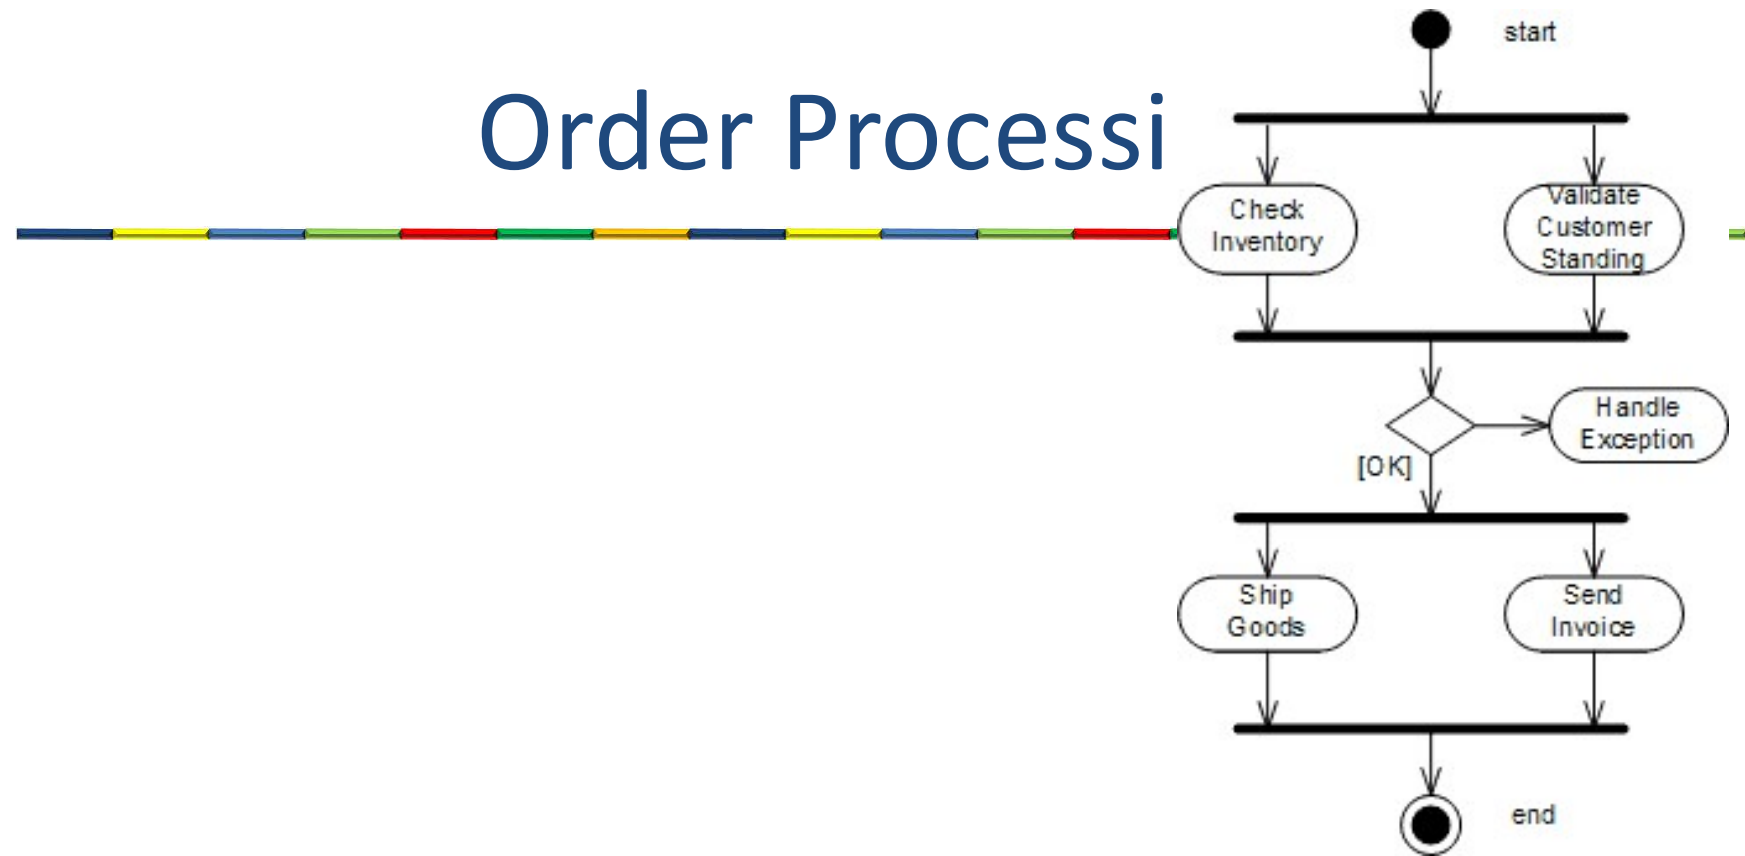 Order Processi
start
Check
Inventory
Validate
Customer
Standing
Handle
Exception
[OK]
Ship
Goods
Send
Invoice
end